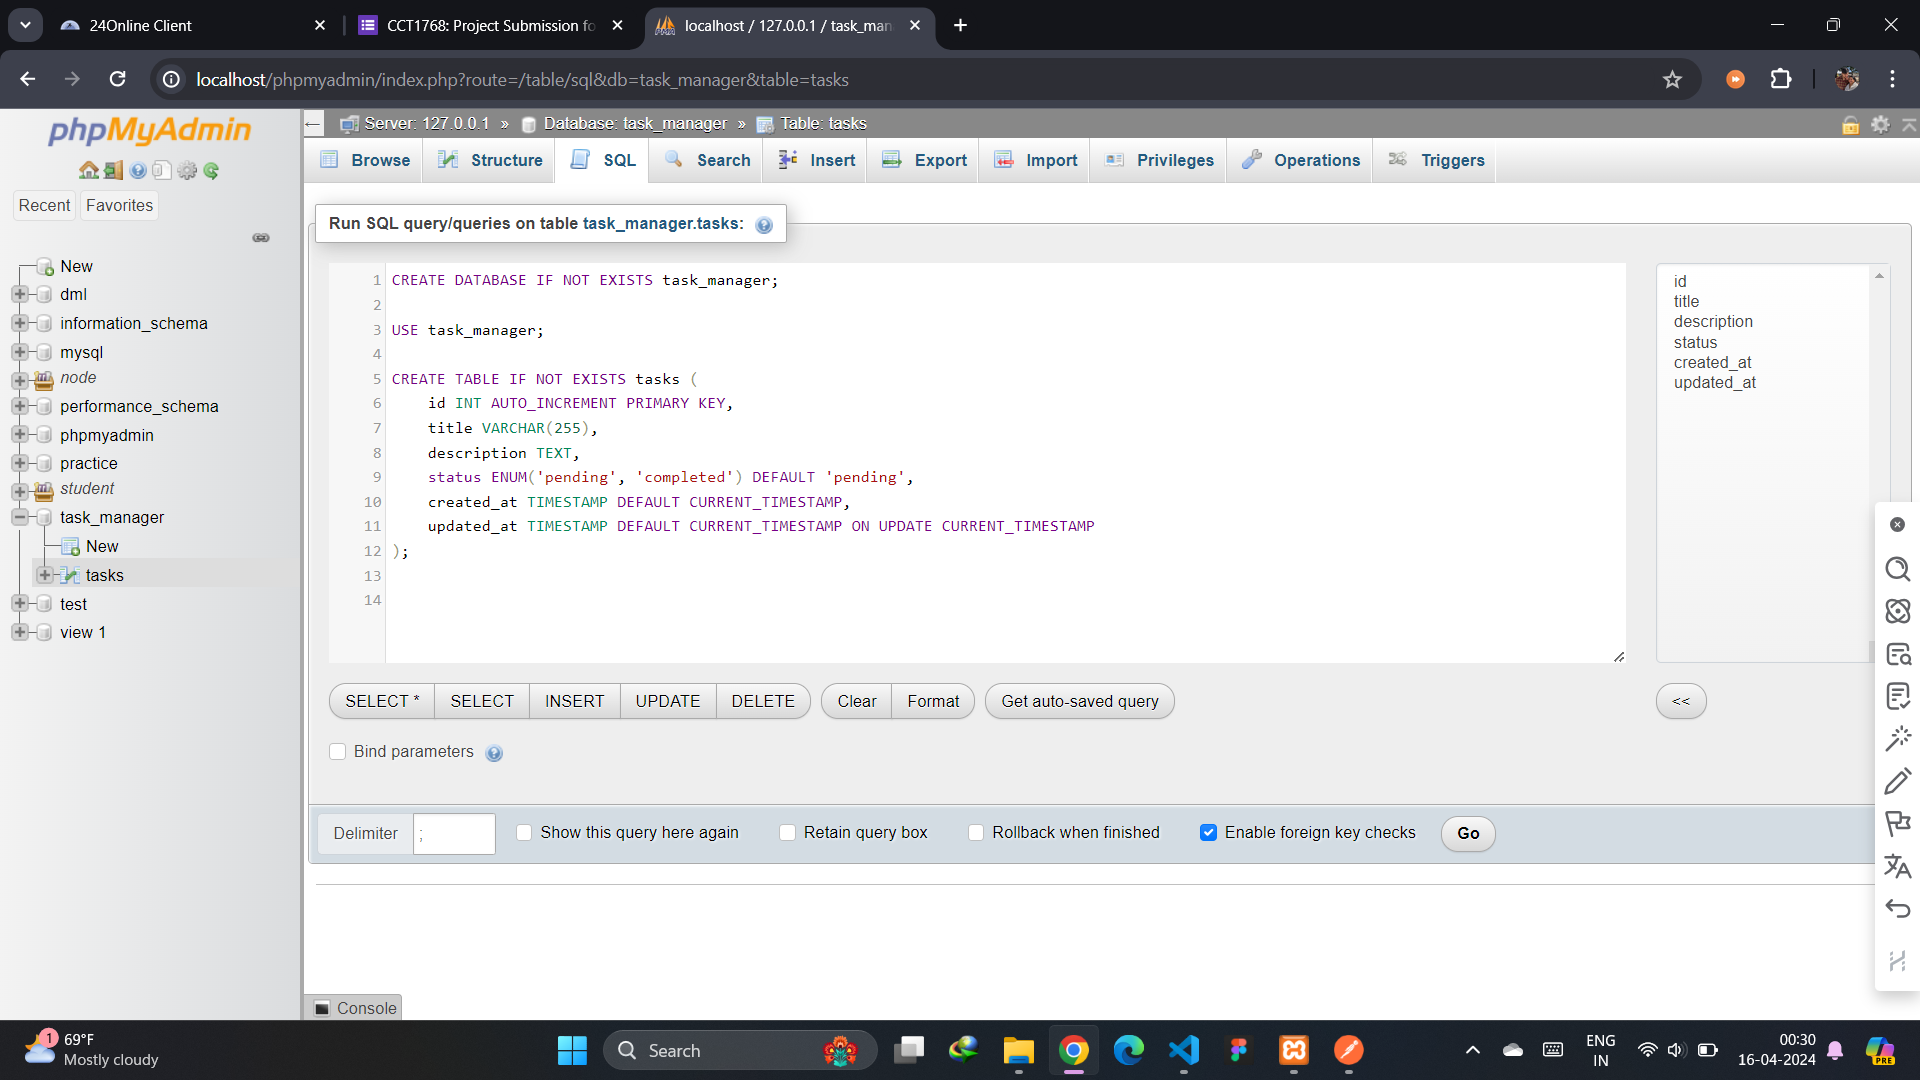 24Online Client
CCT1768: Project Submission fo
localhost / 127.0.0.1 / task_man
localhost/phpmyadmin/index.php?route=/table/sql&db=task_manager&table=tasks
phpMyAdmin
Recent
Favorites
New
dml
information_schema
mysql
node
performance_schema
phpmyadmin
practice
student
task_manager
New
tasks
test
view 1
Server: 127.0.0.1 » Database: task_manager » Table: tasks
Browse
Structure
SQL
Search
Insert
Export
Import
Privileges
Operations
Triggers
Run SQL query/queries on table task_manager.tasks:
1 CREATE DATABASE IF NOT EXISTS task_manager;
2
3 USE task_manager;
4
5 CREATE TABLE IF NOT EXISTS tasks (
6 id INT AUTO_INCREMENT PRIMARY KEY,
7 title VARCHAR(255),
8 description TEXT,
9 status ENUM('pending', 'completed') DEFAULT 'pending',
10 created_at TIMESTAMP DEFAULT CURRENT_TIMESTAMP,
11 updated_at TIMESTAMP DEFAULT CURRENT_TIMESTAMP ON UPDATE CURRENT_TIMESTAMP
12 );
13
14
id
title
description
status
created_at
updated_at
SELECT *
SELECT
INSERT
UPDATE
DELETE
Clear
Format
Get auto-saved query
<<
Bind parameters
Delimiter
;
Show this query here again
Retain query box
Rollback when finished
Enable foreign key checks
Go
Console
1
69°F
Mostly cloudy
Search
ENG
IN
00:30
16-04-2024
PRE